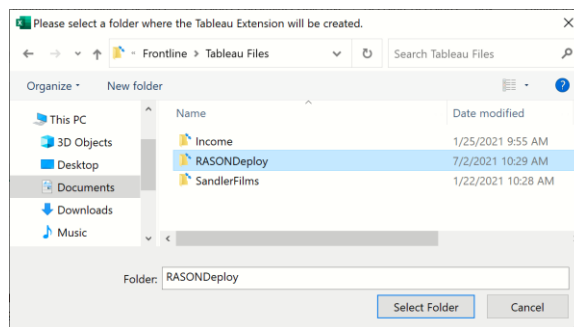 Please select a folder where the Tableau Extension will be created.
« Frontline > Tableau Files
Search Tableau Files
Organize
New folder
This PC
3D Objects
Desktop
Documents
Downloads
Music
Name
Date modified
Income
1/25/2021 9:55 AM
RASONDeploy
7/2/2021 10:29 AM
SandlerFilms
1/22/2021 10:28 AM
Folder: RASONDeploy
Select Folder
Cancel